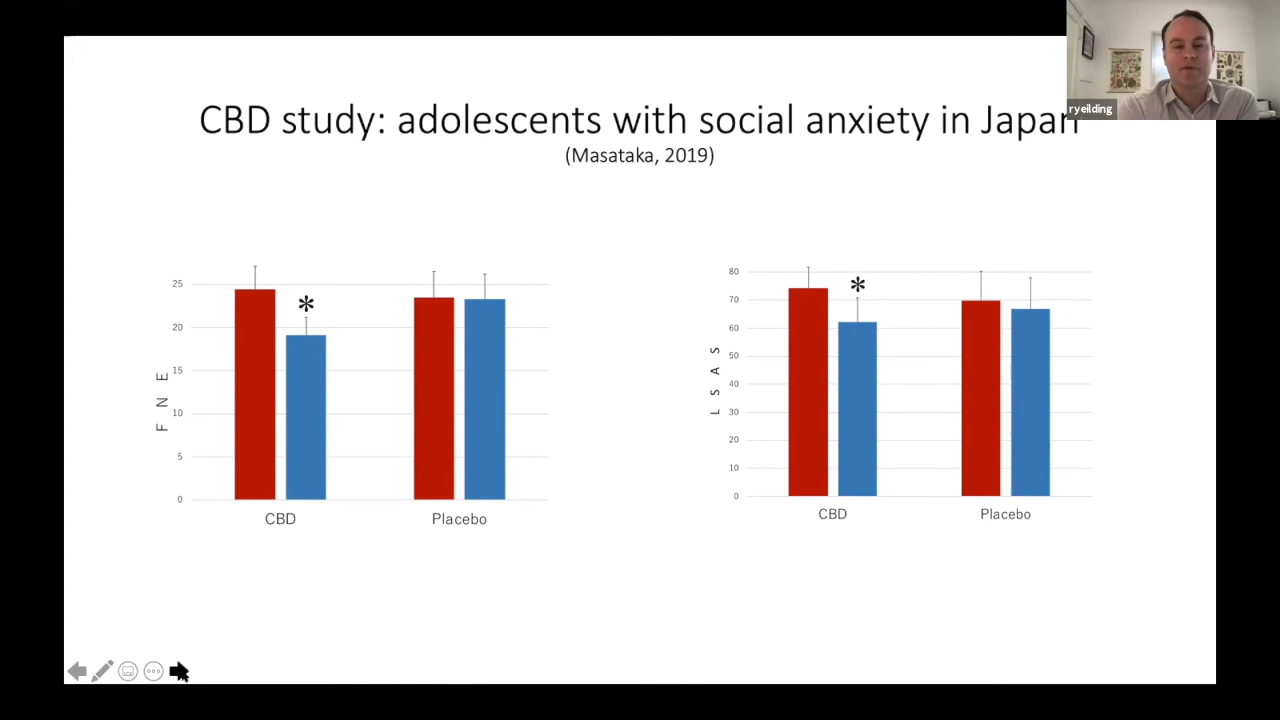 CBD study: adolescents with social anxiety in Japan
(Masataka, 2019)
ryeilding
25
20
15
10
5
0
F N E
*
CBD
Placebo
80
70
60
50
40
30
20
10
0
L S A S
*
CBD
Placebo